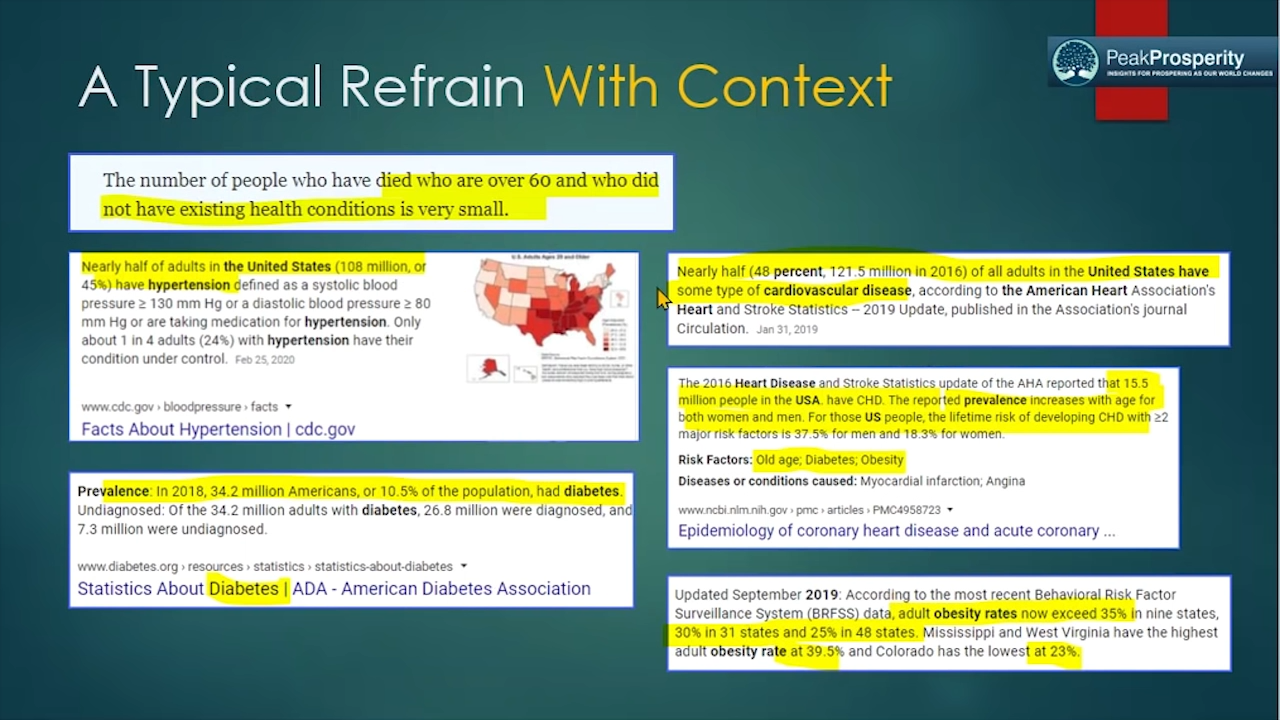 A Typical Refrain With Context
PeakProsperity
INSIGHTS FOR PROSPERING AS OUR WORLD CHANGES
The number of people who have died who are over 60 and who did
not have existing health conditions is very small.
Nearly half of adults in the United States (108 million, or
45%) have hypertension defined as a systolic blood
pressure ≥ 130 mm Hg or a diastolic blood pressure ≥ 80
mm Hg or are taking medication for hypertension. Only
about 1 in 4 adults (24%) with hypertension have their
condition under control. Feb 25, 2020
U.S. Adults Ages 20 and Older
www.cdc.gov › bloodpressure › facts
Facts About Hypertension | cdc.gov
Prevalence: In 2018, 34.2 million Americans, or 10.5% of the population, had diabetes.
Undiagnosed: Of the 34.2 million adults with diabetes, 26.8 million were diagnosed, and
7.3 million were undiagnosed.
www.diabetes.org › resources › statistics › statistics-about-diabetes
Statistics About Diabetes | ADA - American Diabetes Association
Nearly half (48 percent, 121.5 million in 2016) of all adults in the United States have
some type of cardiovascular disease, according to the American Heart Association's
Heart and Stroke Statistics -- 2019 Update, published in the Association's journal
Circulation. Jan 31, 2019
The 2016 Heart Disease and Stroke Statistics update of the AHA reported that 15.5
million people in the USA. have CHD. The reported prevalence increases with age for
both women and men. For those US people, the lifetime risk of developing CHD with ≥2
major risk factors is 37.5% for men and 18.3% for women.
Risk Factors: Old age; Diabetes; Obesity
Diseases or conditions caused: Myocardial infarction; Angina
www.ncbi.nlm.nih.gov › pmc › articles › PMC4958723
Epidemiology of coronary heart disease and acute coronary ...
Updated September 2019: According to the most recent Behavioral Risk Factor
Surveillance System (BRFSS) data, adult obesity rates now exceed 35% in nine states,
30% in 31 states and 25% in 48 states. Mississippi and West Virginia have the highest
adult obesity rate at 39.5% and Colorado has the lowest at 23%.